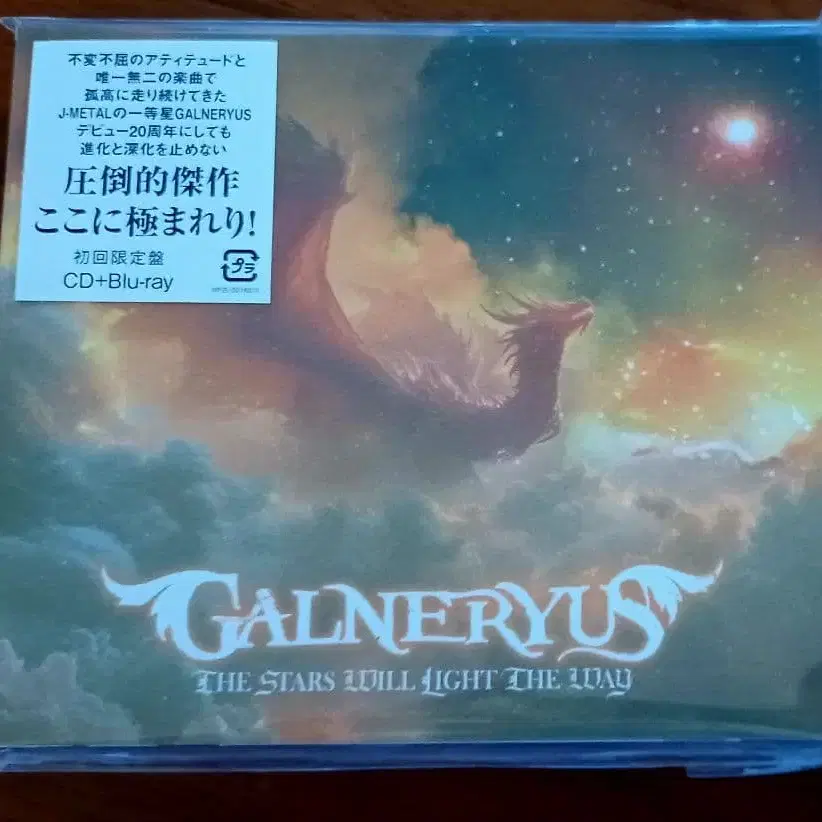 不変不屈のアティテュードと
唯一無二の楽曲で
孤高に走り続けてきた
J-METALの一等星GALNERYUS
デビュー20周年にしても
進化と深化を止めない
圧倒的傑作
ここに極まれり!
初回限定盤
CD+Blu-ray
プラ
GALNERYUS
THE STARS WILL LIGHT THE WAY